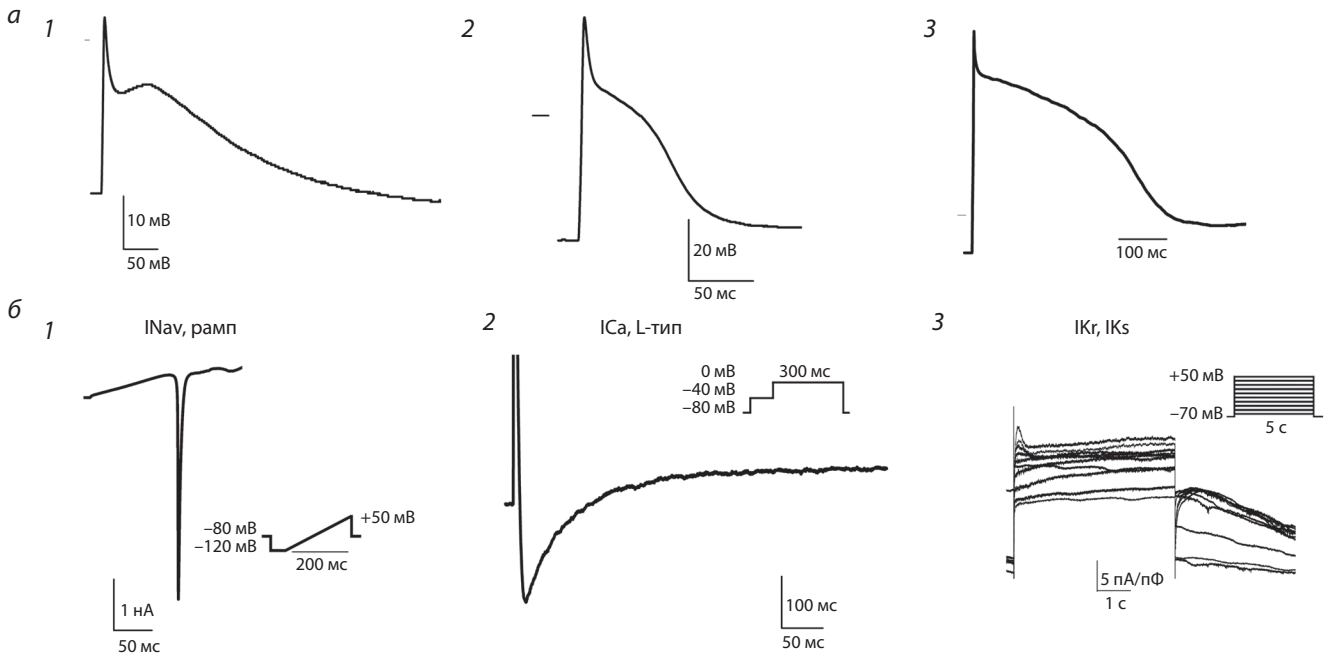 а
1
10 мВ
50 мВ
2
20 мВ
50 мс
3
100 мс
б
1
INav, рамп
−80 мВ
−120 мВ
+50 мВ
200 мс
1 нА
50 мс
2
ICa, L-тип
0 мВ
−40 мВ
−80 мВ
300 мс
100 мс
50 мс
3
IKr, IKs
+50 мВ
−70 мВ
5 с
5 пА/пФ
1 с